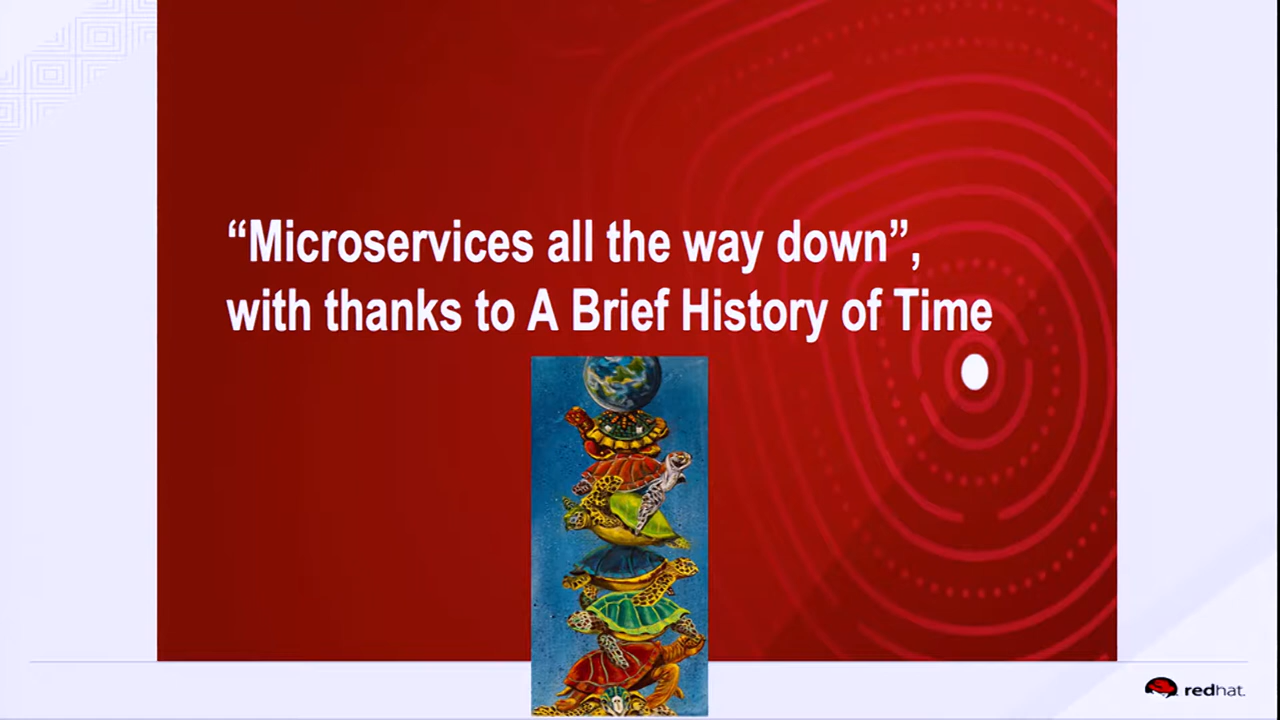 “Microservices all the way down”,
with thanks to A Brief History of Time
redhat.